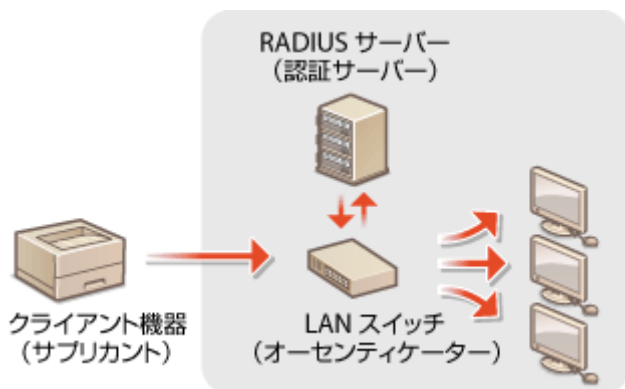 RADIUS サーバー
（認証サーバー）
クライアント機器
（サプリカント）
LAN スイッチ
（オーセンティケーター）